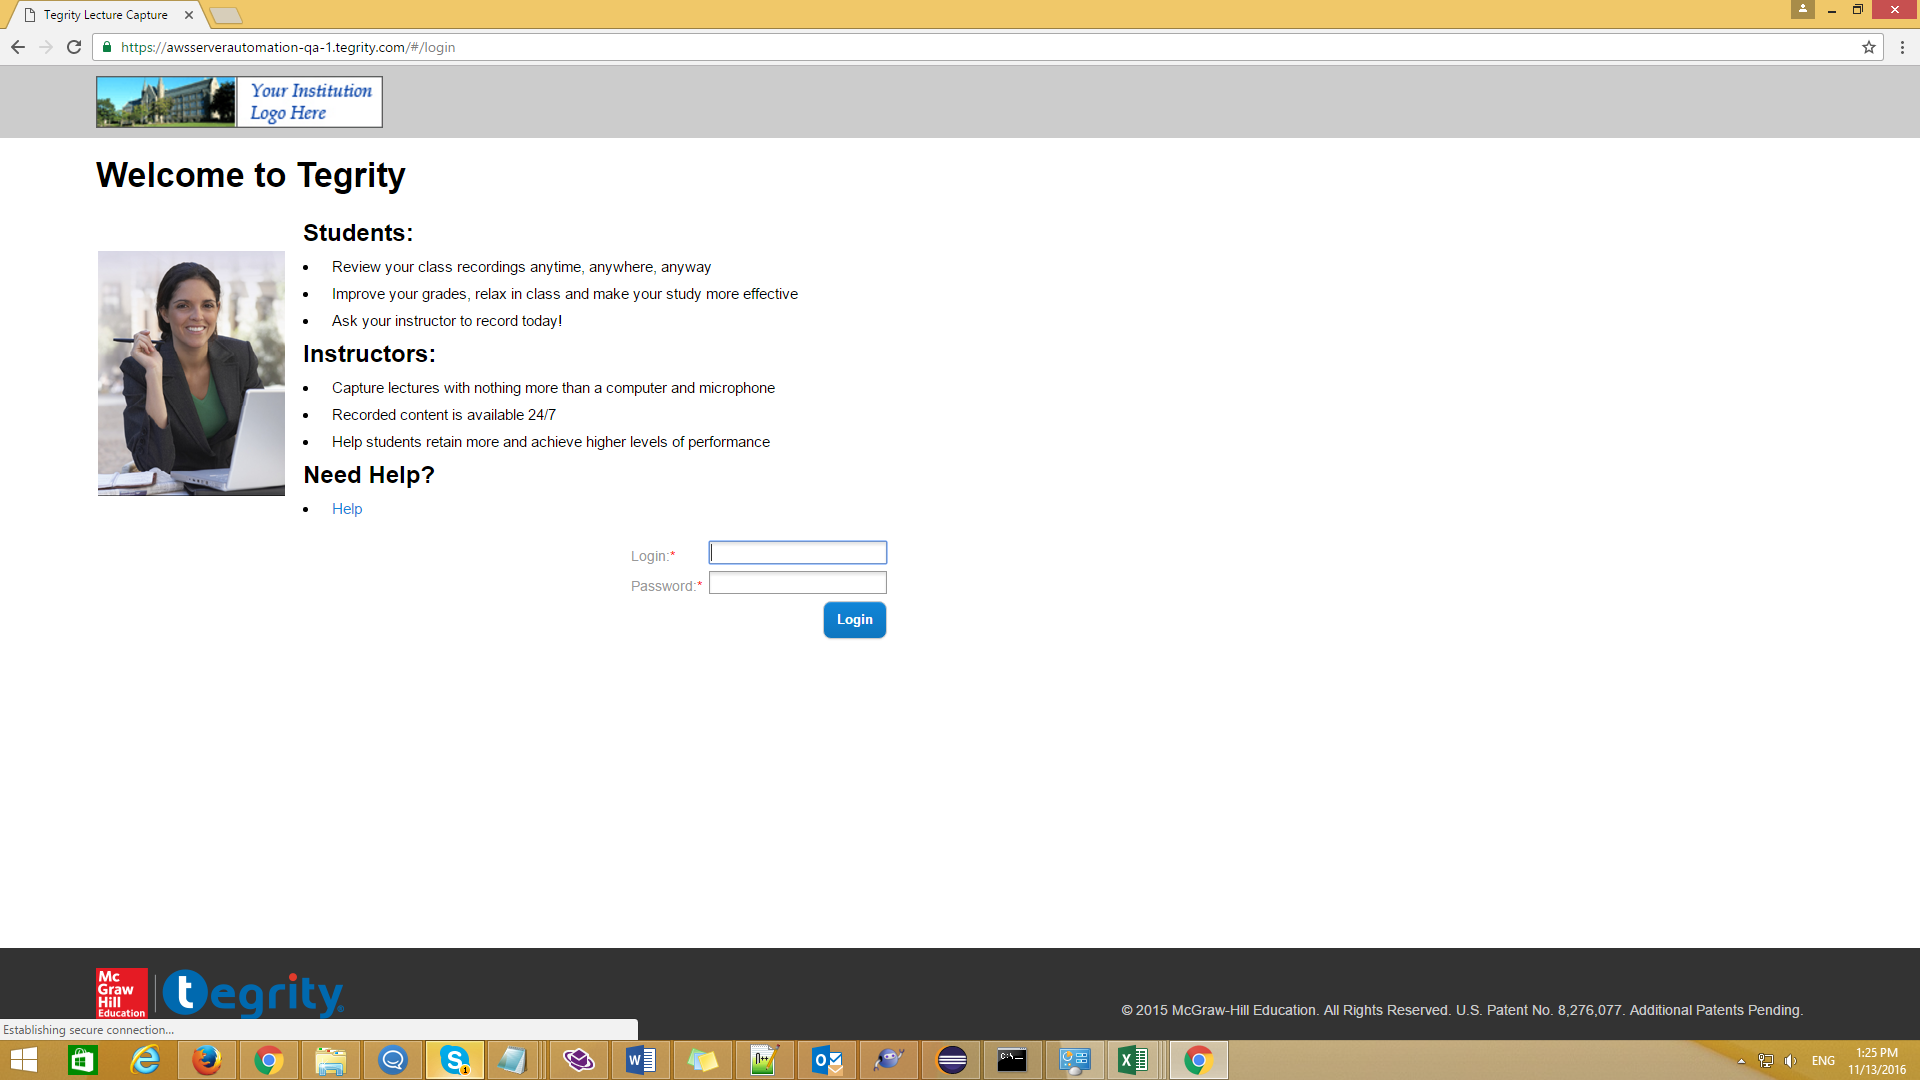 Tegrity Lecture Capture
https://awsserverautomation-qa-1.tegrity.com/#/login
Your Institution
Logo Here
Welcome to Tegrity
Students:
Review your class recordings anytime, anywhere, anyway
Improve your grades, relax in class and make your study more effective
Ask your instructor to record today!
Instructors:
Capture lectures with nothing more than a computer and microphone
Recorded content is available 24/7
Help students retain more and achieve higher levels of performance
Need Help?
Help
Login:*
Password:*
Login
Mc
Graw
Hill
Education
tegrity
© 2015 McGraw-Hill Education. All Rights Reserved. U.S. Patent No. 8,276,077. Additional Patents Pending.
Establishing secure connection...
ENG
1:25 PM
11/13/2016